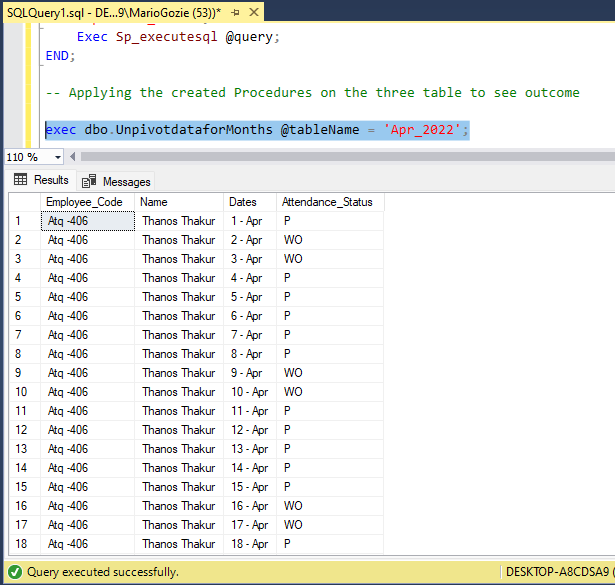 SQLQuery1.sql - DE...9\MarioGozie (53))*
Exec Sp_executesql @query;
END;
-- Applying the created Procedures on the three table to see outcome
exec dbo.UnpivotdataforMonths @tableName = 'Apr_2022';
110 %
Results Messages
Employee_Code Name Dates Attendance_Status
1 Atq -406 Thanos Thakur 1 - Apr P
2 Atq -406 Thanos Thakur 2 - Apr WO
3 Atq -406 Thanos Thakur 3 - Apr WO
4 Atq -406 Thanos Thakur 4 - Apr P
5 Atq -406 Thanos Thakur 5 - Apr P
6 Atq -406 Thanos Thakur 6 - Apr P
7 Atq -406 Thanos Thakur 7 - Apr P
8 Atq -406 Thanos Thakur 8 - Apr P
9 Atq -406 Thanos Thakur 9 - Apr WO
10 Atq -406 Thanos Thakur 10 - Apr WO
11 Atq -406 Thanos Thakur 11 - Apr P
12 Atq -406 Thanos Thakur 12 - Apr P
13 Atq -406 Thanos Thakur 13 - Apr P
14 Atq -406 Thanos Thakur 14 - Apr P
15 Atq -406 Thanos Thakur 15 - Apr P
16 Atq -406 Thanos Thakur 16 - Apr WO
17 Atq -406 Thanos Thakur 17 - Apr WO
18 Atq -406 Thanos Thakur 18 - Apr P
Query executed successfully. DESKTOP-A8CDSA9 (